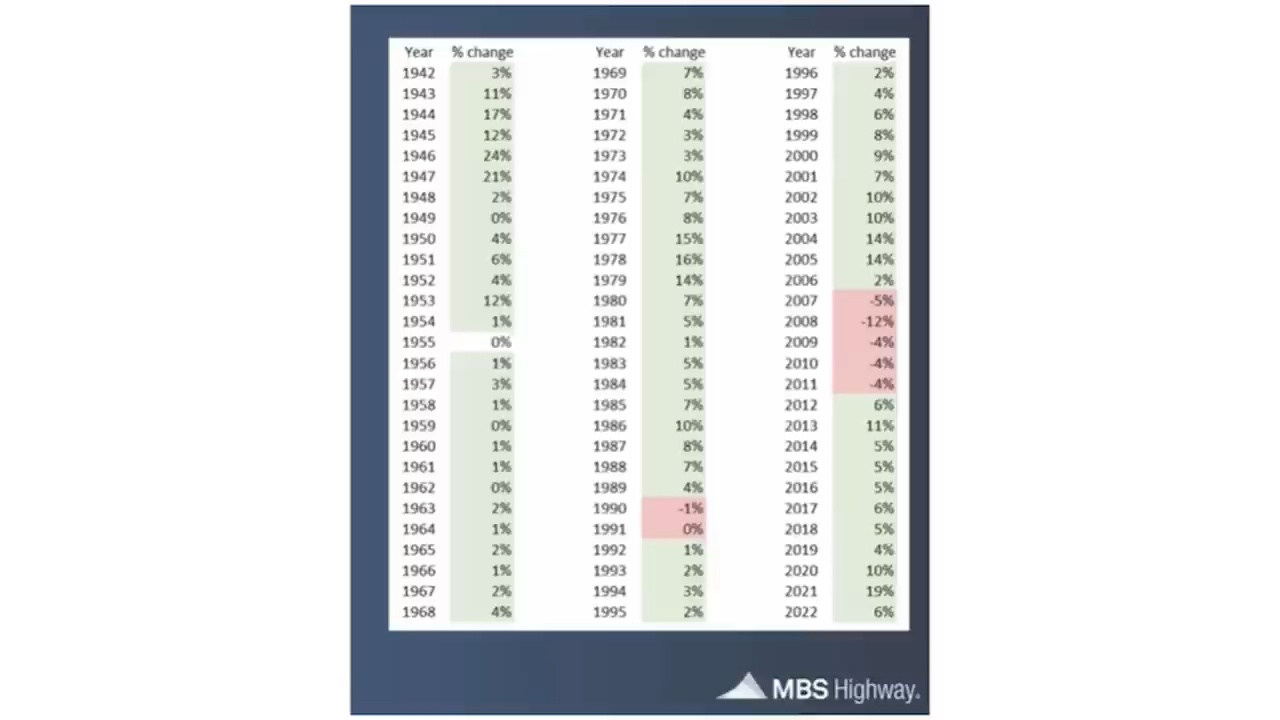 Year % change Year % change Year % change
1942 3% 1969 7% 1996 2%
1943 11% 1970 8% 1997 4%
1944 17% 1971 4% 1998 6%
1945 12% 1972 3% 1999 8%
1946 24% 1973 3% 2000 9%
1947 21% 1974 10% 2001 7%
1948 2% 1975 7% 2002 10%
1949 0% 1976 8% 2003 10%
1950 4% 1977 15% 2004 14%
1951 6% 1978 16% 2005 14%
1952 4% 1979 14% 2006 2%
1953 12% 1980 7% 2007 -5%
1954 1% 1981 5% 2008 -12%
1955 0% 1982 1% 2009 -4%
1956 1% 1983 5% 2010 -4%
1957 3% 1984 5% 2011 -4%
1958 1% 1985 7% 2012 6%
1959 0% 1986 10% 2013 11%
1960 1% 1987 8% 2014 5%
1961 1% 1988 7% 2015 5%
1962 0% 1989 4% 2016 5%
1963 2% 1990 -1% 2017 6%
1964 1% 1991 0% 2018 5%
1965 2% 1992 1% 2019 4%
1966 1% 1993 2% 2020 10%
1967 2% 1994 3% 2021 19%
1968 4% 1995 2% 2022 6%
MBS Highway.